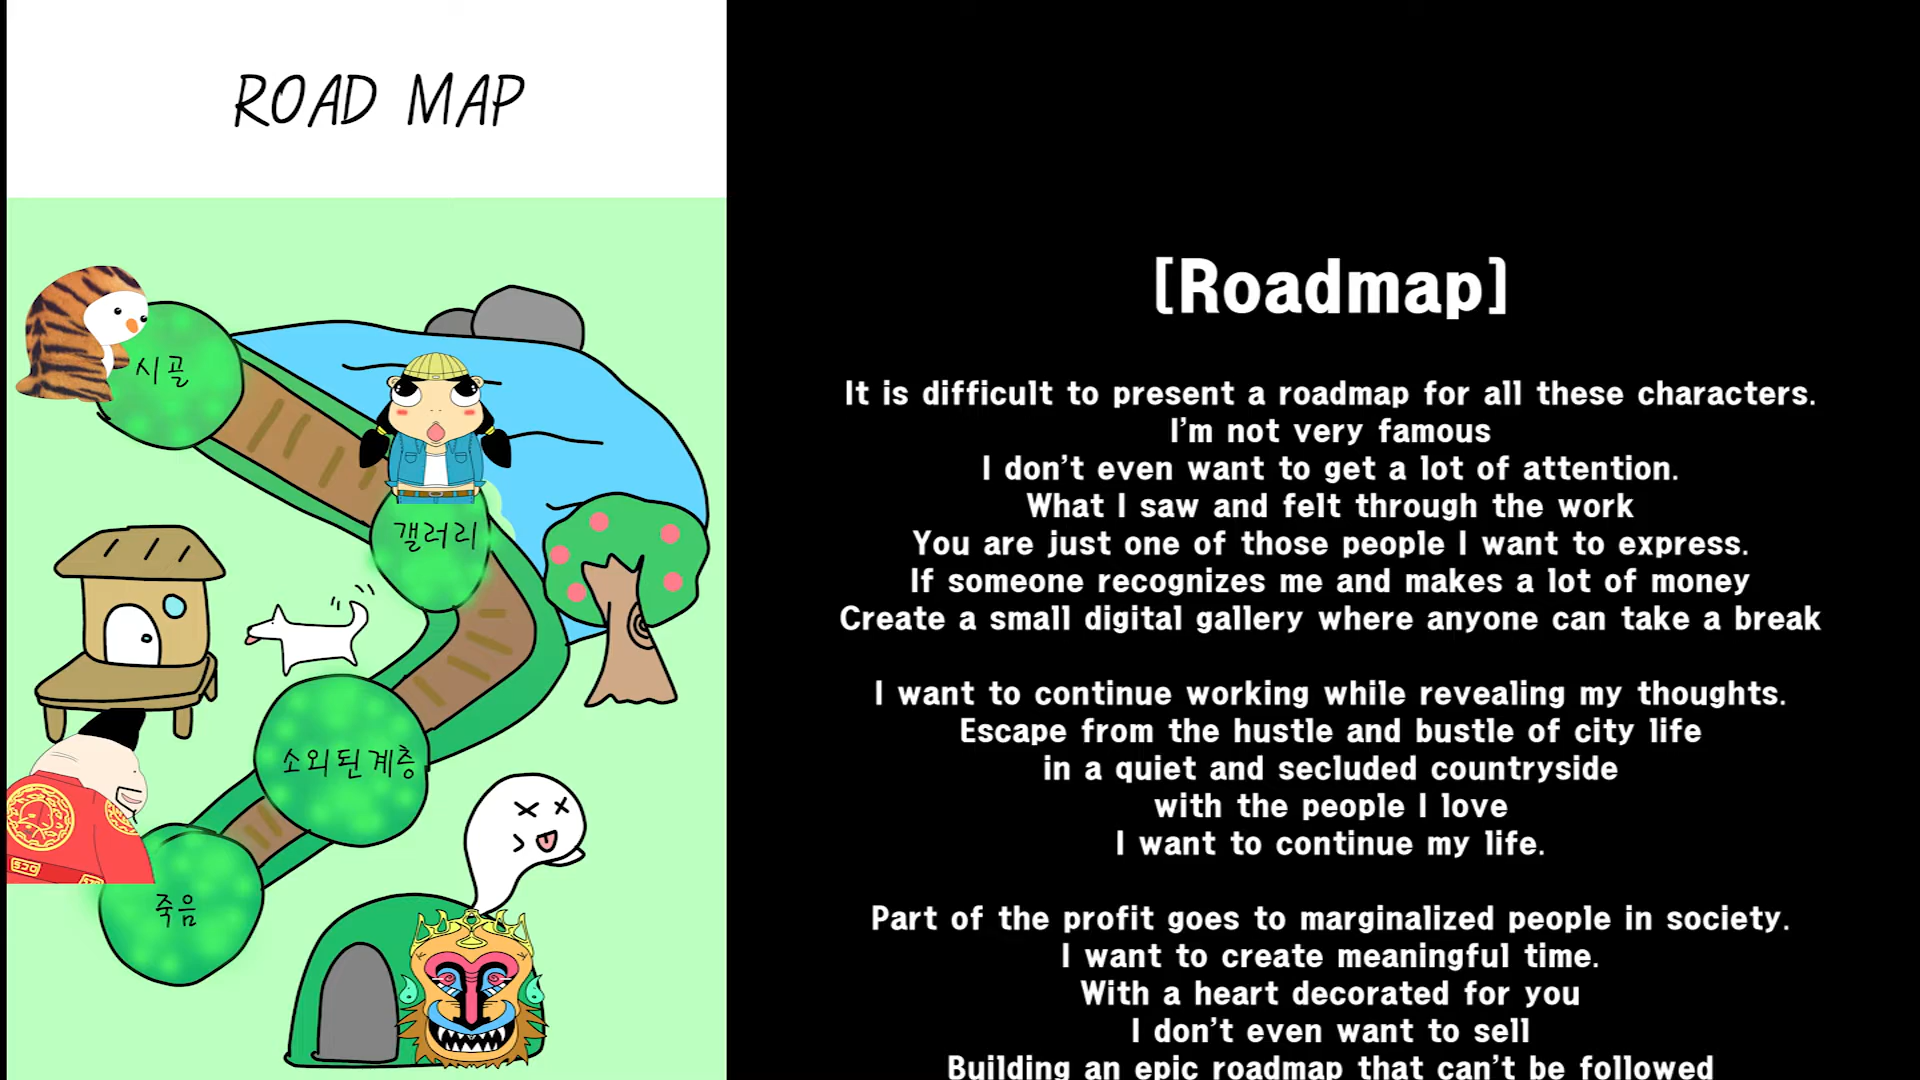 ROAD MAP
시골
갤러리
소외된계층
죽음
[Roadmap]
It is difficult to present a roadmap for all these characters.
I'm not very famous
I don't even want to get a lot of attention.
What I saw and felt through the work
You are just one of those people I want to express.
If someone recognizes me and makes a lot of money
Create a small digital gallery where anyone can take a break
I want to continue working while revealing my thoughts.
Escape from the hustle and bustle of city life
in a quiet and secluded countryside
with the people I love
I want to continue my life.
Part of the profit goes to marginalized people in society.
I want to create meaningful time.
With a heart decorated for you
I don't even want to sell
Building an epic roadmap that can't be followed